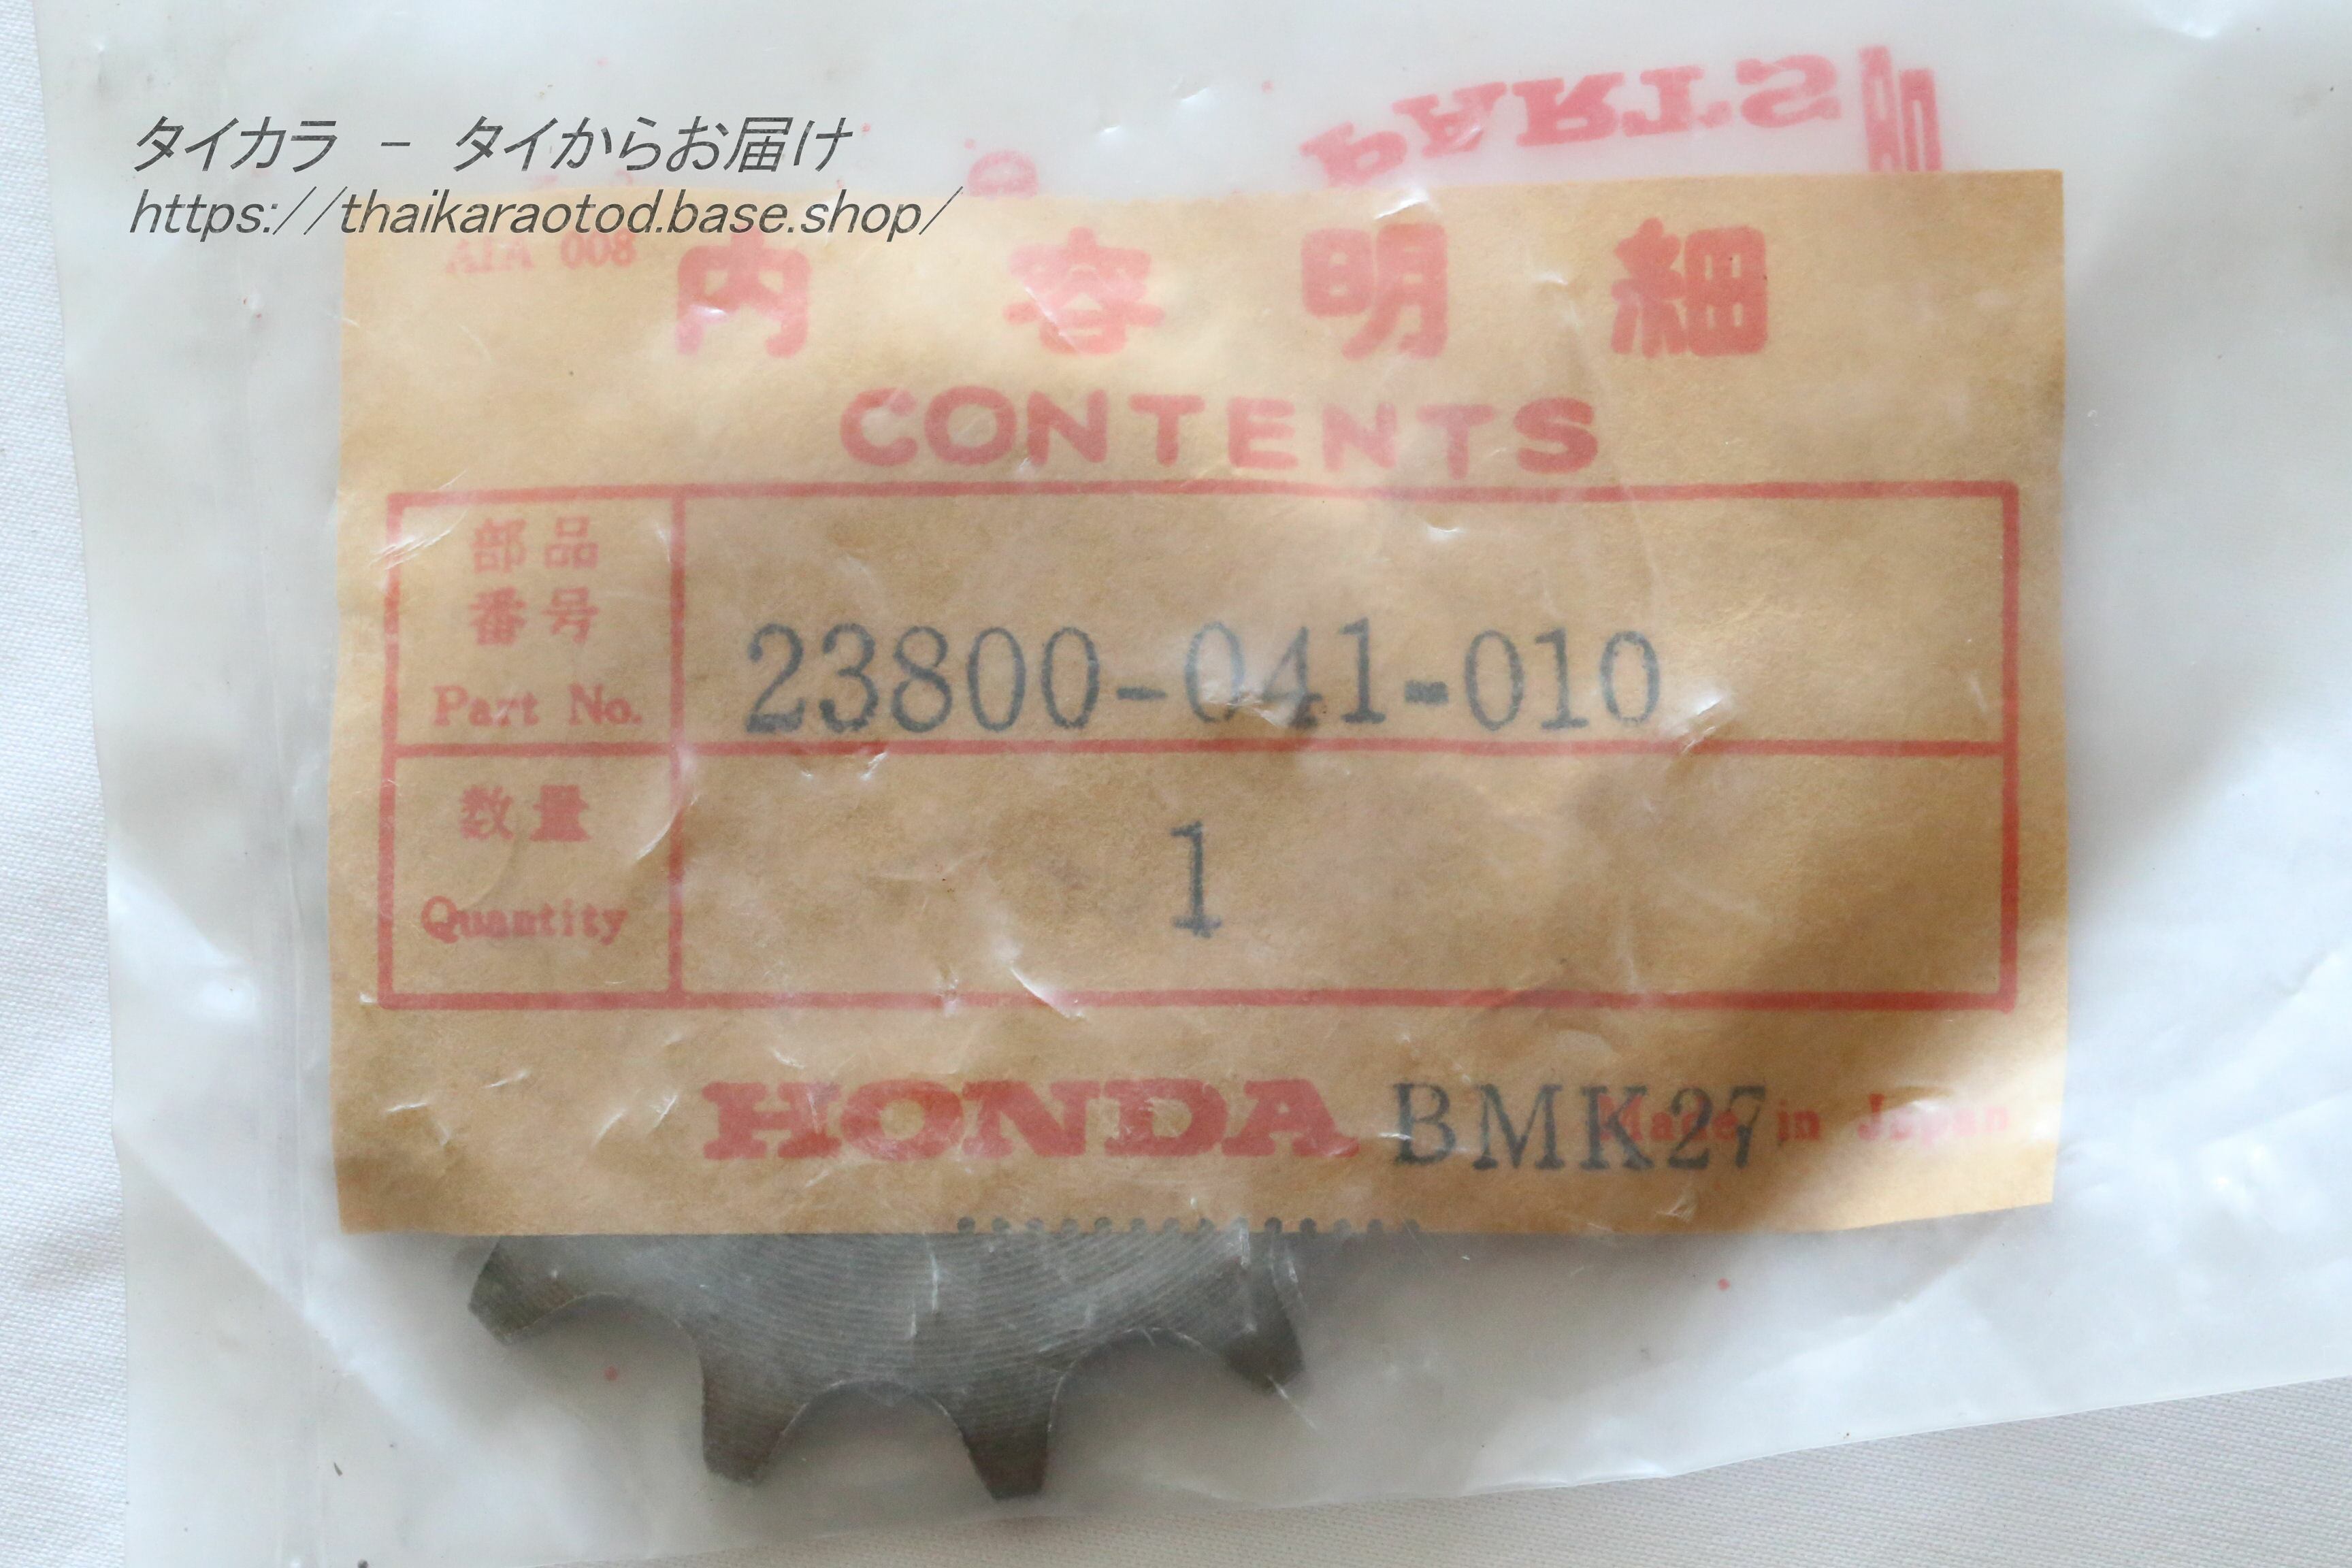 タイカラ － タイからお届け
https://thaikaraotod.base.shop/
PARTS
内容明細
CONTENTS
部品
番号
Part No.
23800-041-010
数量
Quantity
1
HONDA BMK27 Made in Japan